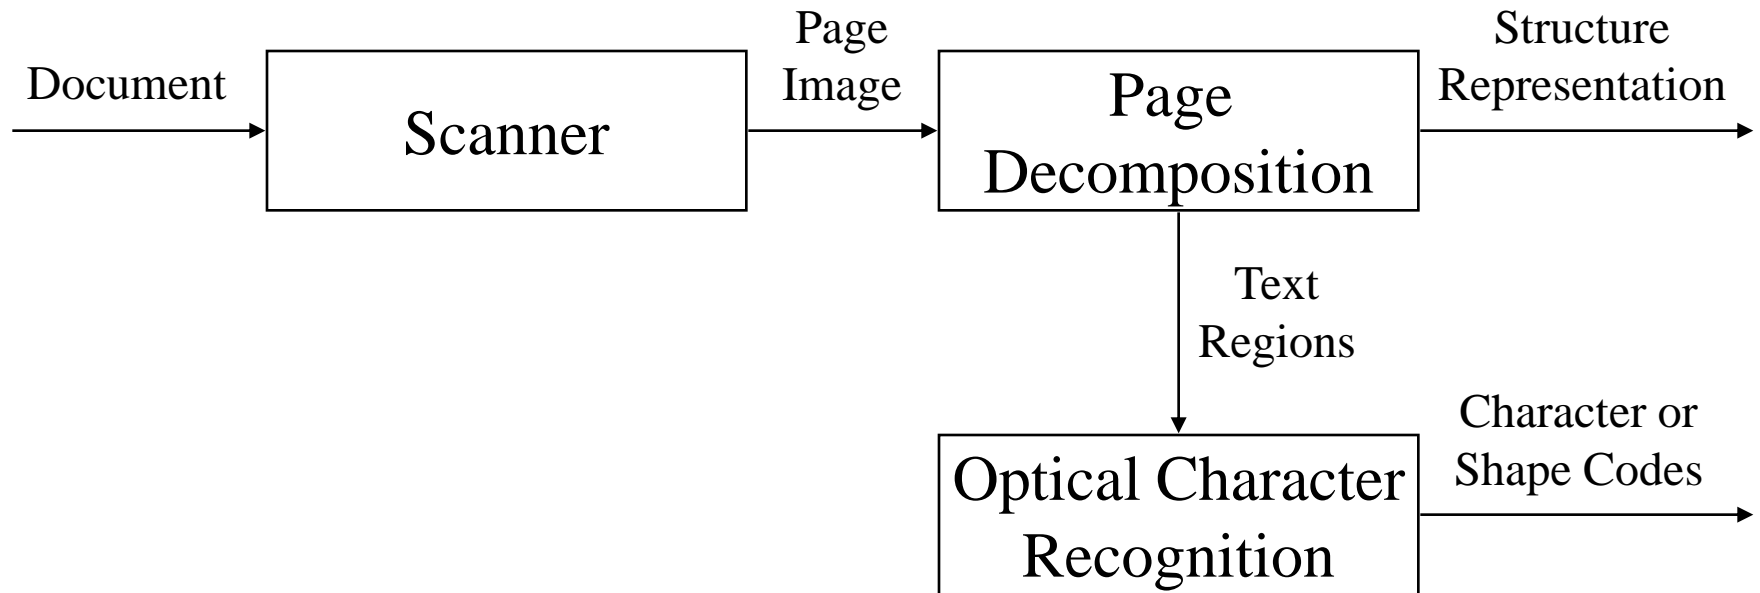 Document
Scanner
Page
Image
Page
Decomposition
Structure
Representation
Text
Regions
Optical Character
Recognition
Character or
Shape Codes